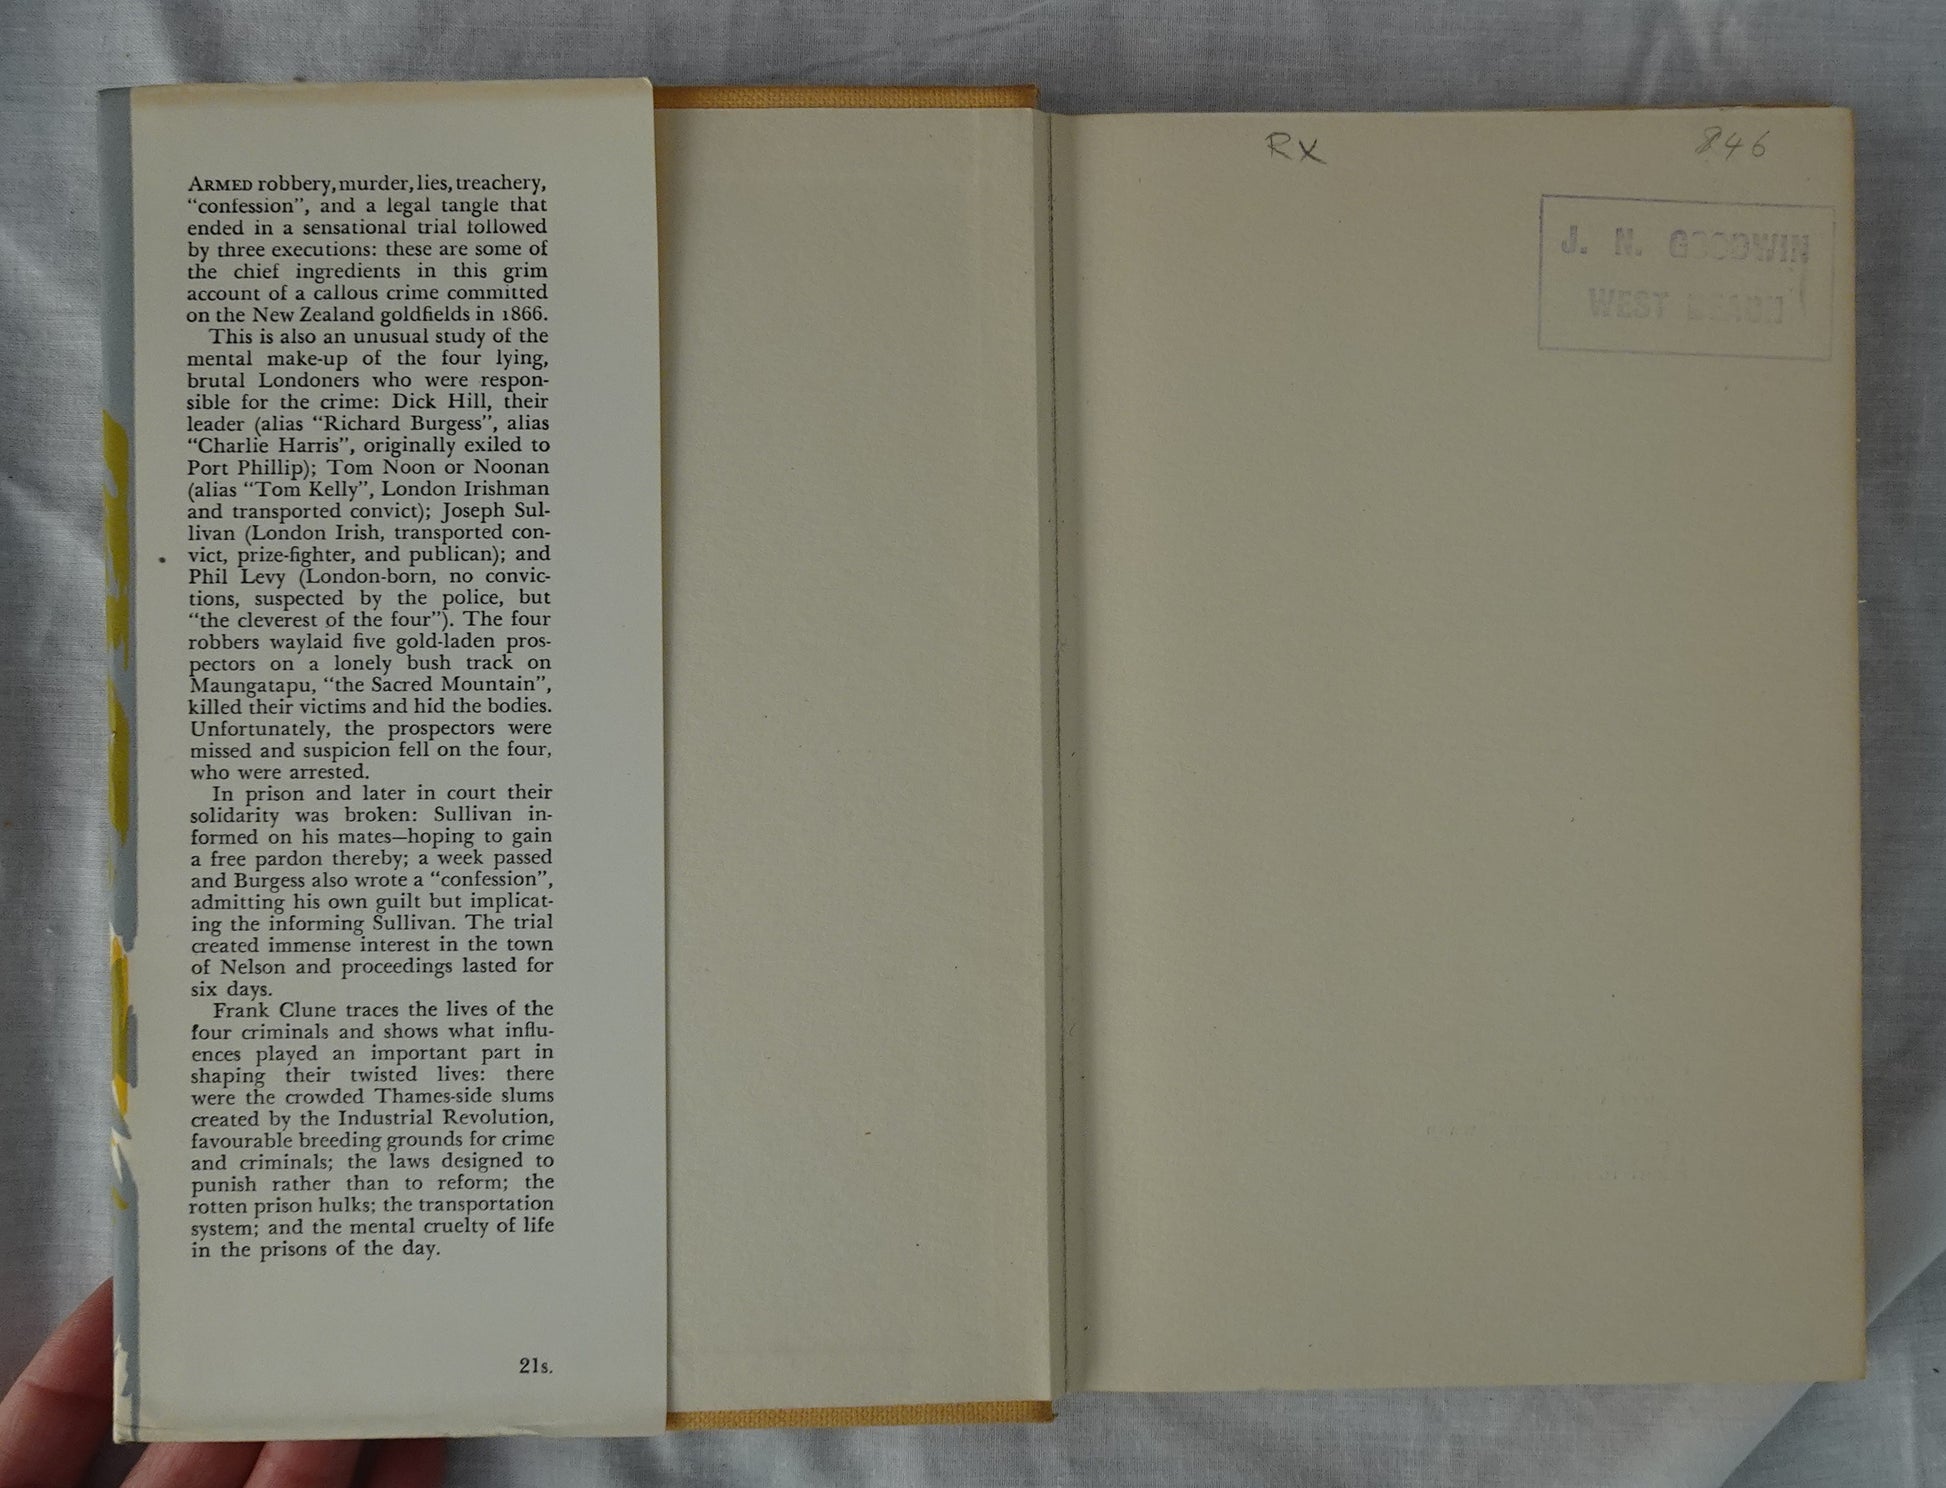 ARMED robbery, murder, lies, treachery,
“confession”, and a legal tangle that
ended in a sensational trial followed
by three executions: these are some of
the chief ingredients in this grim
account of a callous crime committed
on the New Zealand goldfields in 1866.
This is also an unusual study of the
mental make-up of the four lying,
brutal Londoners who were respon-
sible for the crime: Dick Hill, their
leader (alias “Richard Burgess”, alias
“Charlie Harris”, originally exiled to
Port Phillip); Tom Noon or Noonan
(alias “Tom Kelly”, London Irishman
and transported convict); Joseph Sul-
livan (London Irish, transported con-
vict, prize-fighter, and publican); and
Phil Levy (London-born, no convic-
tions, suspected by the police, but
“the cleverest of the four”). The four
robbers waylaid five gold-laden pros-
pectors on a lonely bush track on
Maungatapu, “the Sacred Mountain”,
killed their victims and hid the bodies.
Unfortunately, the prospectors were
missed and suspicion fell on the four,
who were arrested.
In prison and later in court their
solidarity was broken: Sullivan in-
formed on his mates—hoping to gain
a free pardon thereby; a week passed
and Burgess also wrote a “confession”,
admitting his own guilt but implicat-
ing the informing Sullivan. The trial
created immense interest in the town
of Nelson and proceedings lasted for
six days.
Frank Clune traces the lives of the
four criminals and shows what influ-
ences played an important part in
shaping their twisted lives: there
were the crowded Thames-side slums
created by the Industrial Revolution,
favourable breeding grounds for crime
and criminals; the laws designed to
punish rather than to reform; the
rotten prison hulks; the transportation
system; and the mental cruelty of life
in the prisons of the day.
21s.
RX
846
J. N. GOODWIN
WEST BEACH